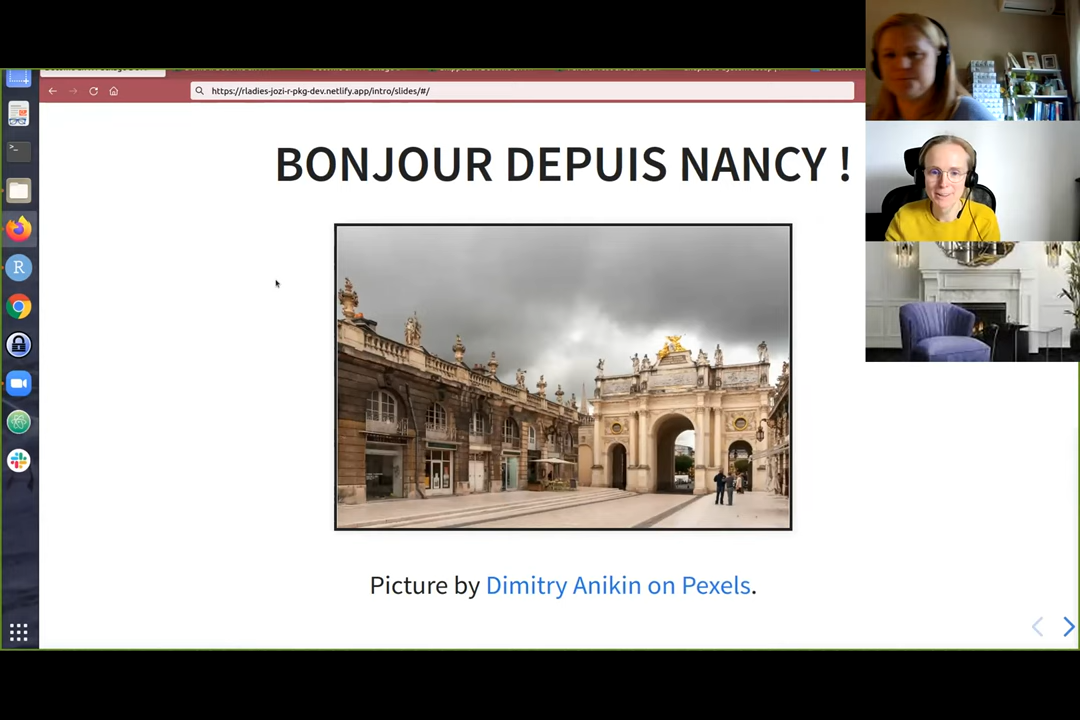 https://rladies-jozi-r-pkg-dev.netlify.app/intro/slides/#/
BONJOUR DEPUIS NANCY !
Picture by Dimitry Anikin on Pexels.